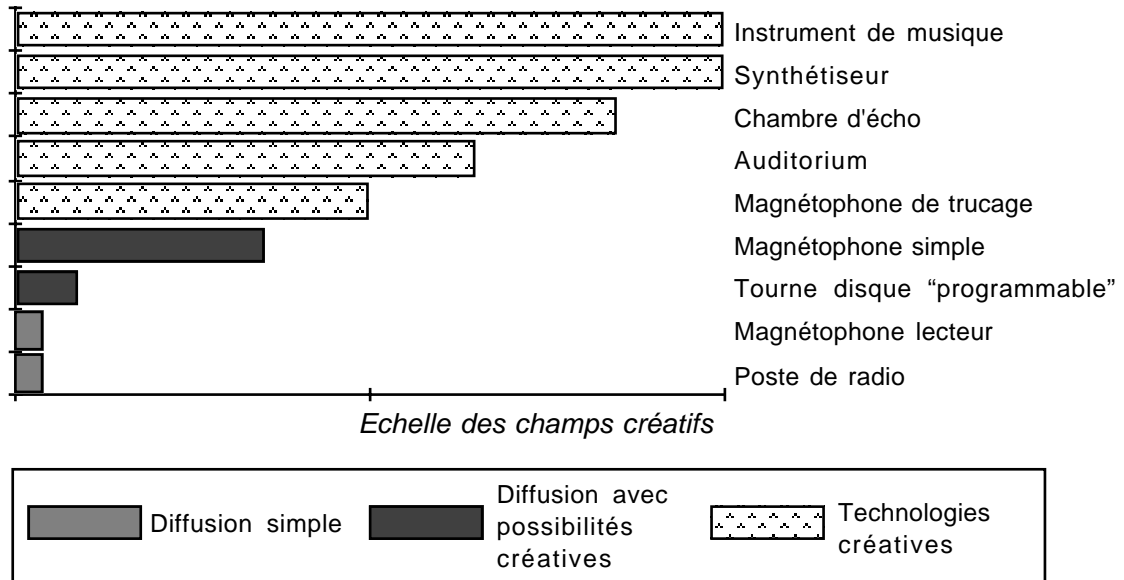 Instrument de musique
Synthétiseur
Chambre d'écho
Auditorium
Magnétophone de trucage
Magnétophone simple
Tourne disque “programmable”
Magnétophone lecteur
Poste de radio
Echelle des champs créatifs
Diffusion simple
Diffusion avec
possibilités
créatives
Technologies
créatives